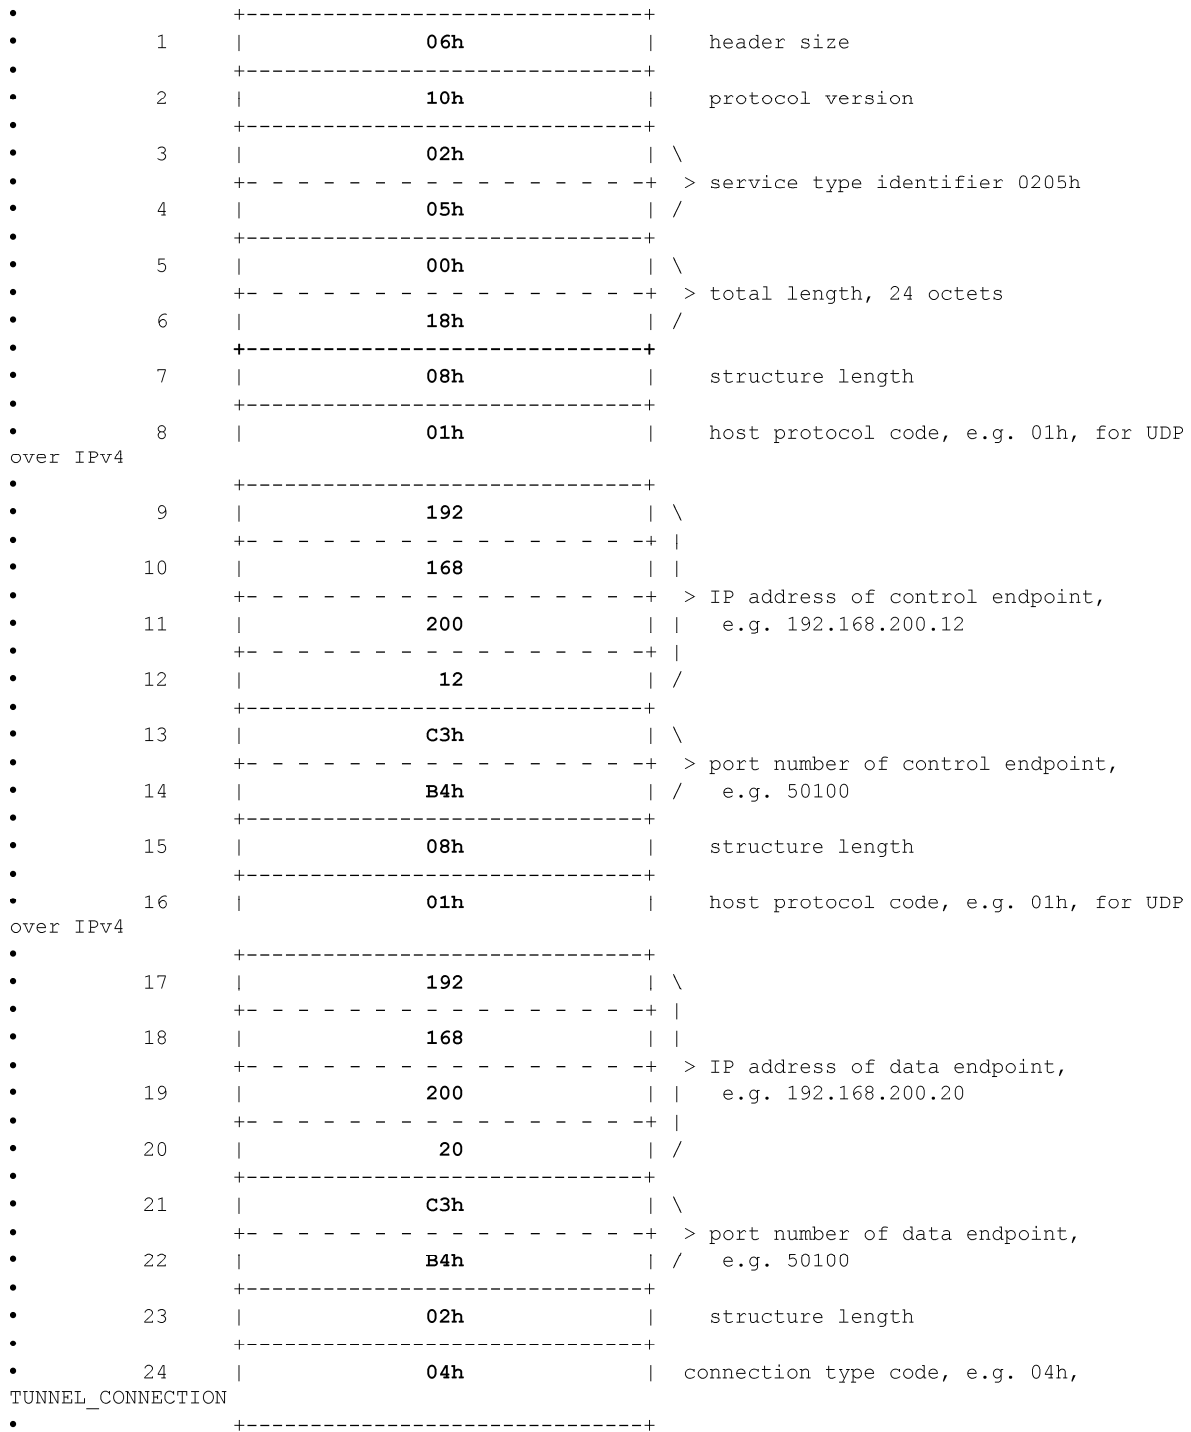 • +-------------------------------+
• 1 | 06h | header size
• +-------------------------------+
• 2 | 10h | protocol version
• +-------------------------------+
• 3 | 02h | \
• +- - - - - - - - - - - - - - - -+ > service type identifier 0205h
• 4 | 05h | /
• +-------------------------------+
• 5 | 00h | \
• +- - - - - - - - - - - - - - - -+ > total length, 24 octets
• 6 | 18h | /
• +-------------------------------+
• 7 | 08h | structure length
• +-------------------------------+
• 8 | 01h | host protocol code, e.g. 01h, for UDP
over IPv4
• +-------------------------------+
• 9 | 192 | \
• +- - - - - - - - - - - - - - - -+ |
• 10 | 168 | |
• +- - - - - - - - - - - - - - - -+ > IP address of control endpoint,
• 11 | 200 | | e.g. 192.168.200.12
• +- - - - - - - - - - - - - - - -+ |
• 12 | 12 | /
• +-------------------------------+
• 13 | C3h | \
• +- - - - - - - - - - - - - - - -+ > port number of control endpoint,
• 14 | B4h | / e.g. 50100
• +-------------------------------+
• 15 | 08h | structure length
• +-------------------------------+
• 16 | 01h | host protocol code, e.g. 01h, for UDP
over IPv4
• +-------------------------------+
• 17 | 192 | \
• +- - - - - - - - - - - - - - - -+ |
• 18 | 168 | |
• +- - - - - - - - - - - - - - - -+ > IP address of data endpoint,
• 19 | 200 | | e.g. 192.168.200.20
• +- - - - - - - - - - - - - - - -+ |
• 20 | 20 | /
• +-------------------------------+
• 21 | C3h | \
• +- - - - - - - - - - - - - - - -+ > port number of data endpoint,
• 22 | B4h | / e.g. 50100
• +-------------------------------+
• 23 | 02h | structure length
• +-------------------------------+
• 24 | 04h | connection type code, e.g. 04h,
TUNNEL_CONNECTION
• +-------------------------------+